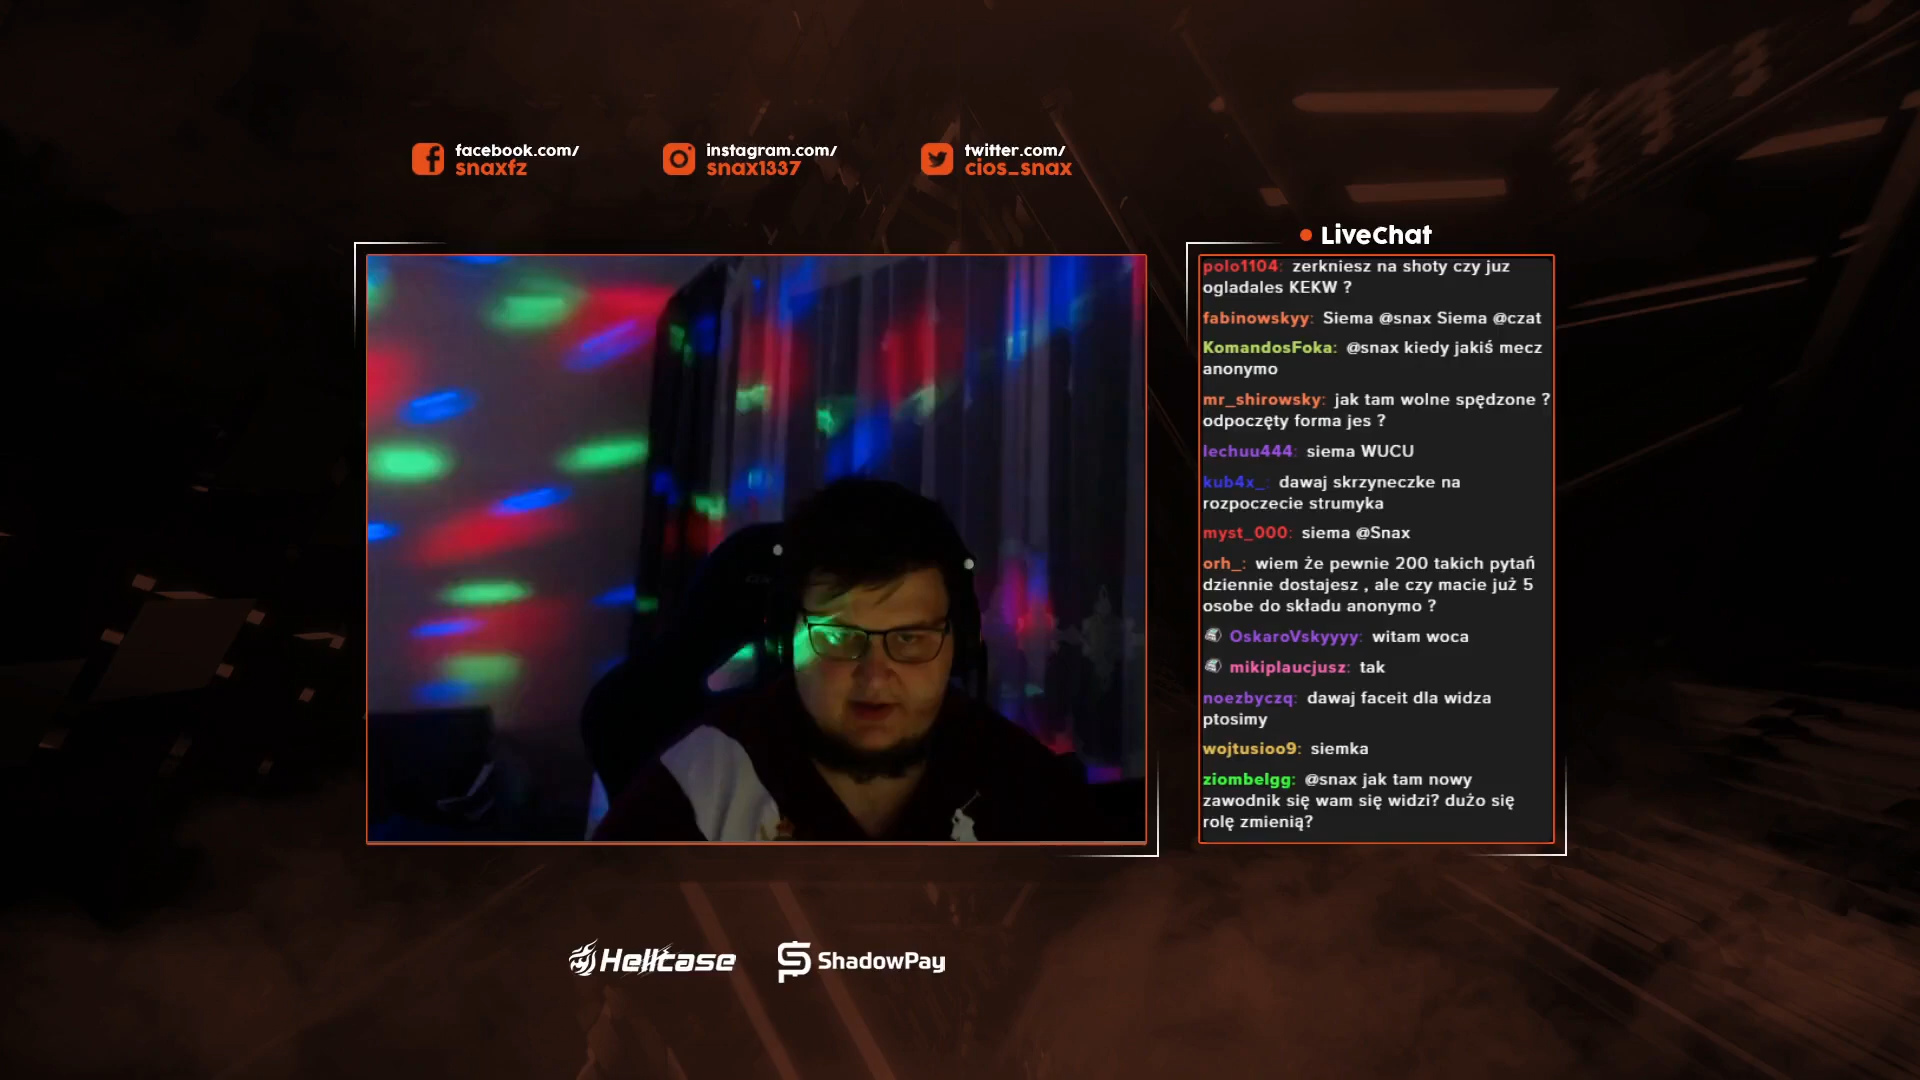 facebook.com/
snaxfz
instagram.com/
snax1337
twitter.com/
cios_snax
LiveChat
polo1104: zerkniesz na shoty czy juz
ogladales KEKW ?
fabinowskyy: Siema @snax Siema @czat
KomandosFoka: @snax kiedy jakiś mecz
anonymo
mr_shirowsky: jak tam wolne spędzone ?
odpoczęty forma jes ?
lechuu444: siema WUCU
kub4x_: dawaj skrzyneczke na
rozpoczecie strumyka
myst_000: siema @Snax
orh_: wiem że pewnie 200 takich pytań
dziennie dostajesz , ale czy macie już 5
osobe do składu anonymo ?
OskaroVskyyyy: witam woca
mikiplaucjusz: tak
noezbyczq: dawaj faceit dla widza
ptosimy
wojtusioo9: siemka
ziombelgg: @snax jak tam nowy
zawodnik się wam się widzi? dużo się
rolę zmienią?
Hellcase
ShadowPay